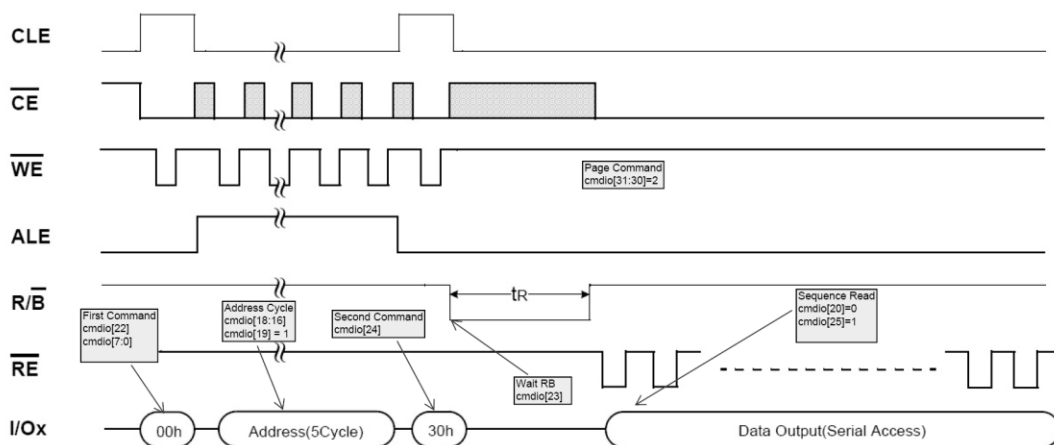 CLE
CE
WE
Page Command
cmdio[31:30]=2
ALE
R/B
tR
First Command
cmdio[22]
cmdio[7:0]
Address Cycle
cmdio[18:16]
cmdio[19] = 1
Second Command
cmdio[24]
Sequence Read
cmdio[20]=0
cmdio[25]=1
RE
Wait RB
cmdio[23]
I/Ox
00h
Address(5Cycle)
30h
Data Output(Serial Access)